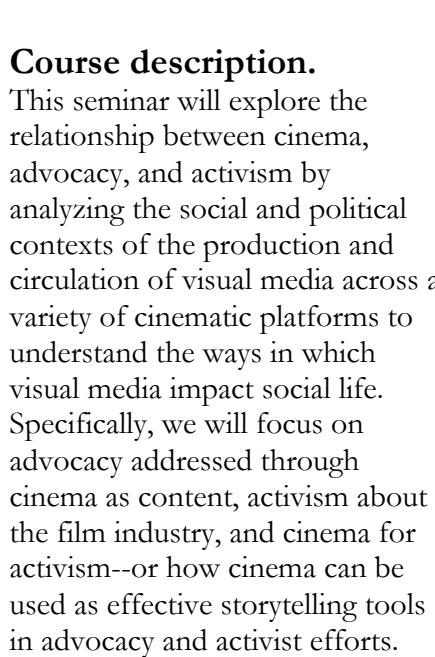 Course description.
This seminar will explore the
relationship between cinema,
advocacy, and activism by
analyzing the social and political
contexts of the production and
circulation of visual media across a
variety of cinematic platforms to
understand the ways in which
visual media impact social life.
Specifically, we will focus on
advocacy addressed through
cinema as content, activism about
the film industry, and cinema for
activism--or how cinema can be
used as effective storytelling tools
in advocacy and activist efforts.